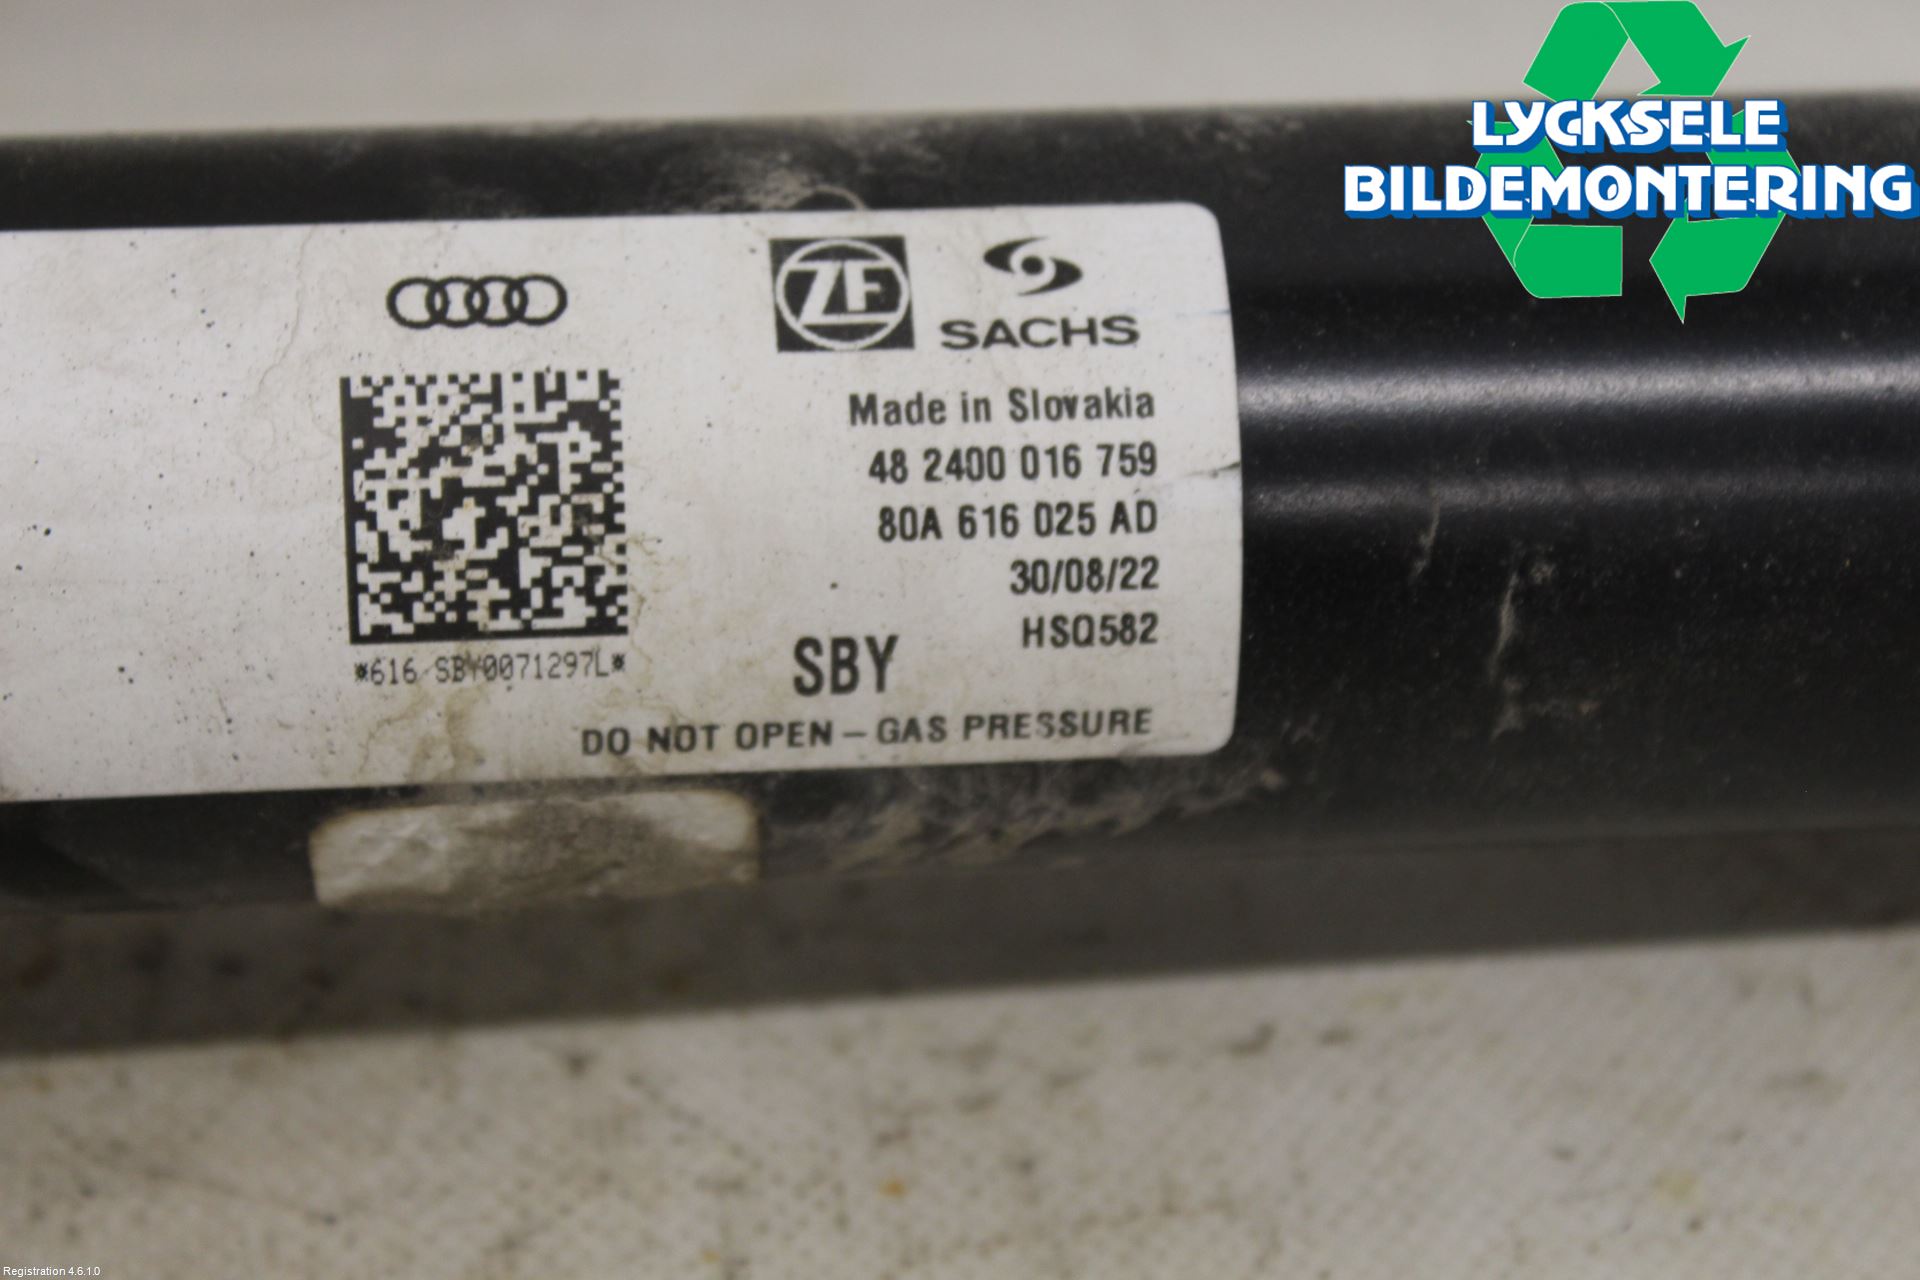 LYCKSELE
BILDEMONTERING
ZF
SACHS
Made in Slovakia
48 2400 016 759
80A 616 025 AD
30/08/22
HSQ582
SBY
*616 SBY0071297L*
DO NOT OPEN – GAS PRESSURE
Registration 4.6.1.0